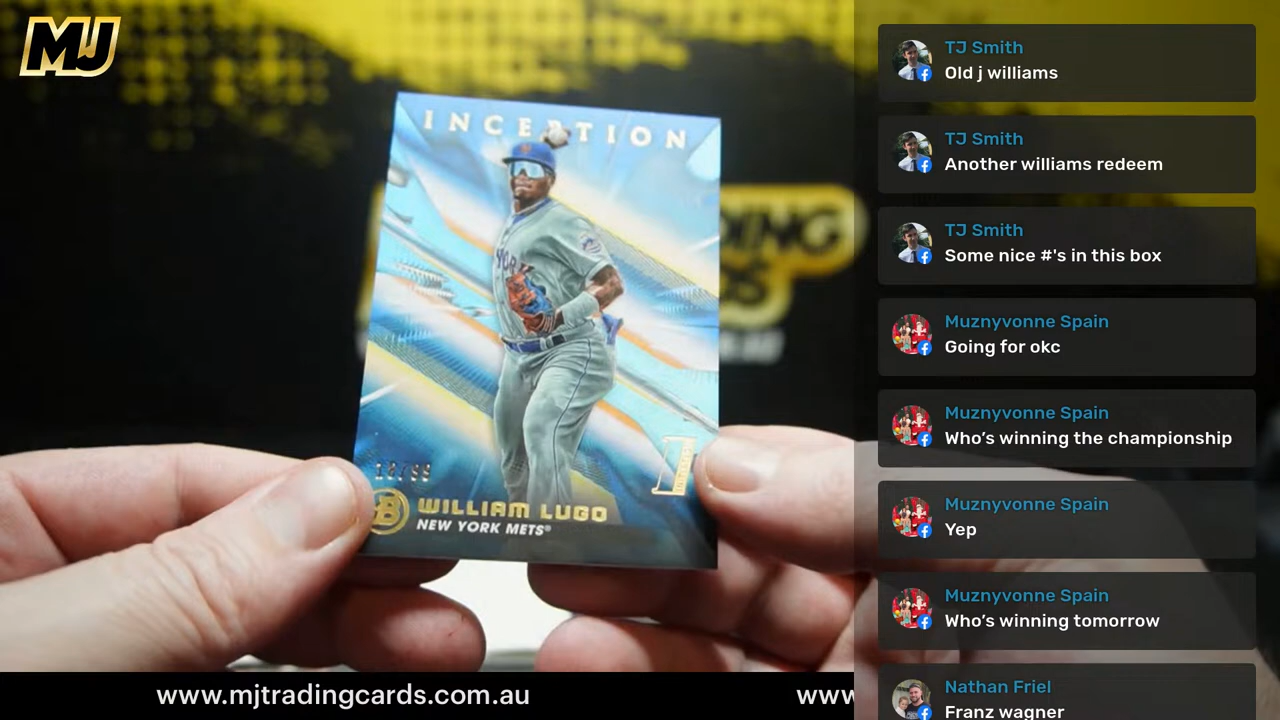 MJ
INCEPTION
WILLIAM LUGO
NEW YORK METS®
www.mjtradingcards.com.au
www
TJ Smith
Old j williams
TJ Smith
Another williams redeem
TJ Smith
Some nice #'s in this box
Muznyvonne Spain
Going for okc
Muznyvonne Spain
Who’s winning the championship
Muznyvonne Spain
Yep
Muznyvonne Spain
Who’s winning tomorrow
Nathan Friel
Franz wagner